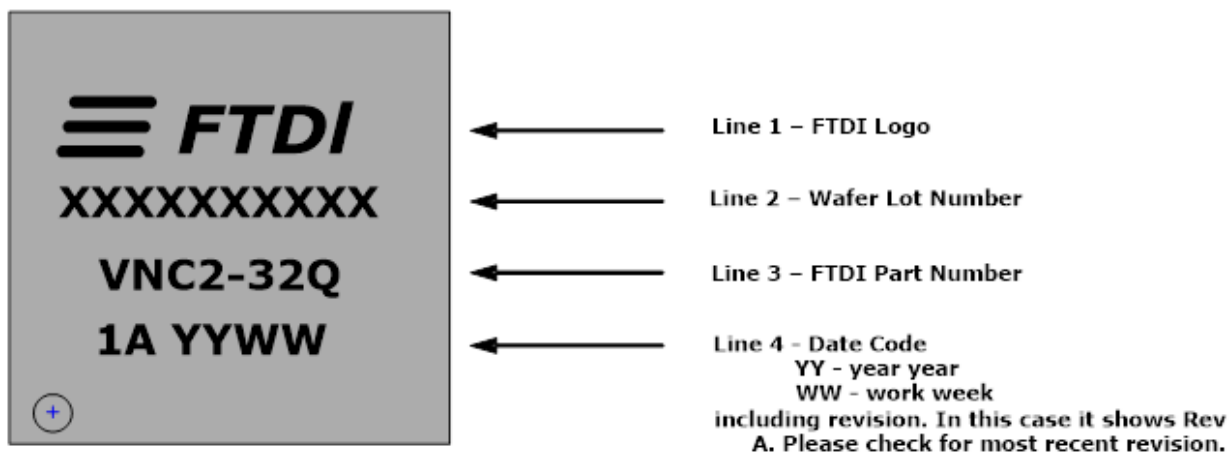 FTDI
XXXXXXXXXX
VNC2-32Q
1A YYWW
Line 1 – FTDI Logo
Line 2 – Wafer Lot Number
Line 3 – FTDI Part Number
Line 4 - Date Code
YY - year year
WW - work week
including revision. In this case it shows Rev
A. Please check for most recent revision.